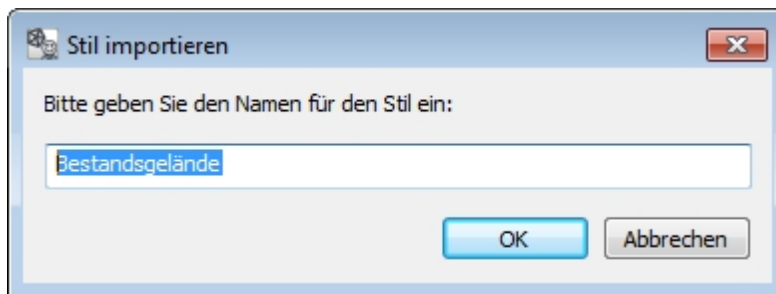 Stil importieren
Bitte geben Sie den Namen für den Stil ein:
Bestandsgelände
OK
Abbrechen